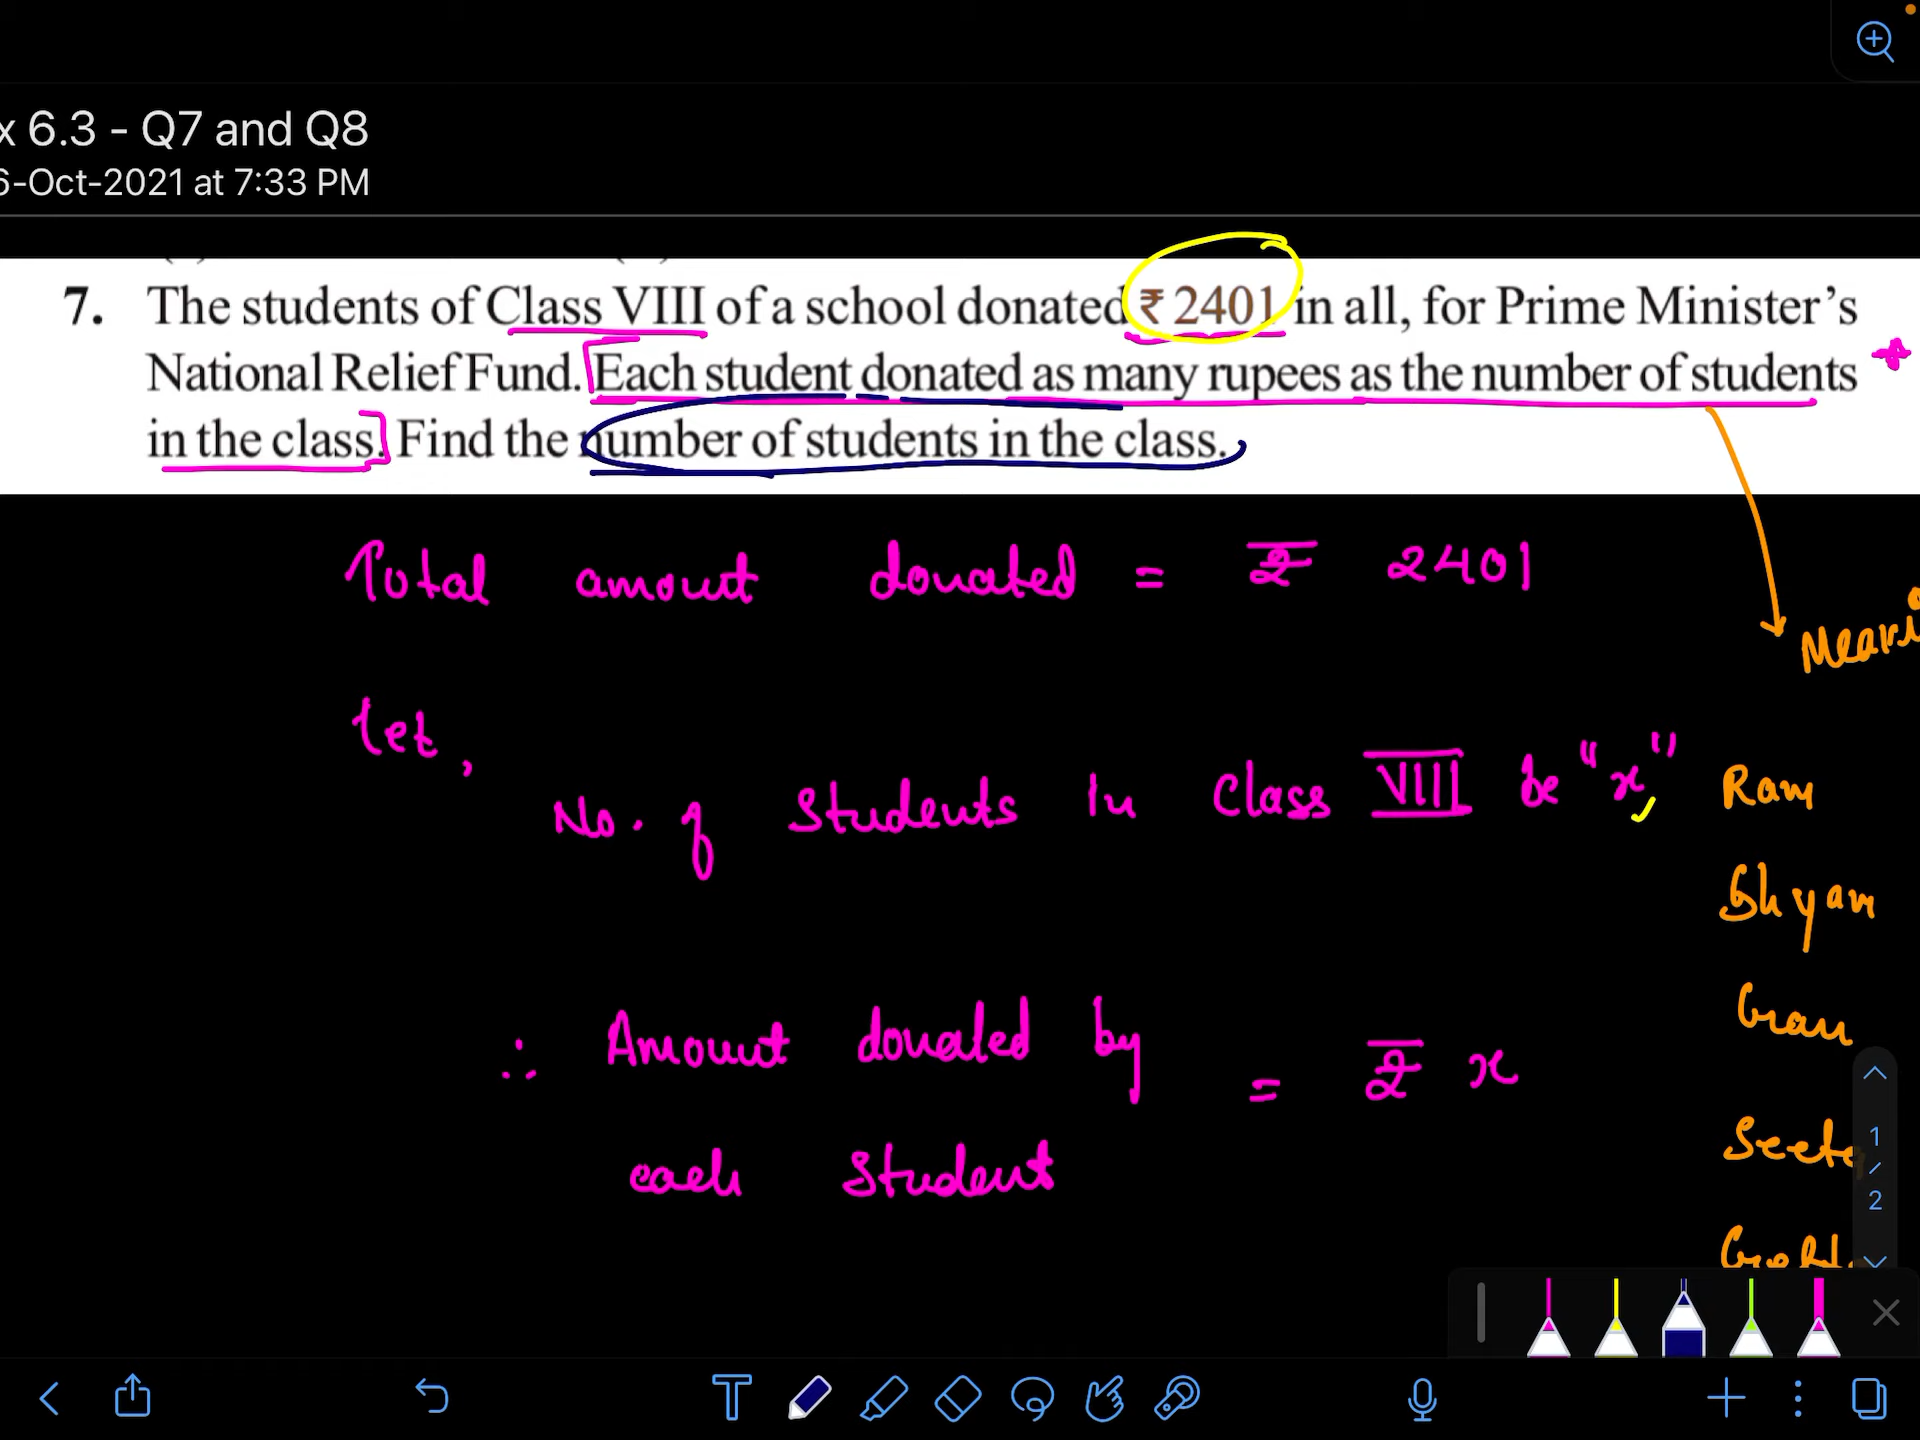 x 6.3 - Q7 and Q8
6-Oct-2021 at 7:33 PM
7. The students of Class VIII of a school donated ₹ 2401 in all, for Prime Minister’s
National Relief Fund. Each student donated as many rupees as the number of students
in the class. Find the number of students in the class.
Total amount donated = ₹ 2401
let,
No. of Students in Class VIII be "x"
Ram
Shyam
∴ Amount donated by = ₹ x
each Student
1
/
2
T